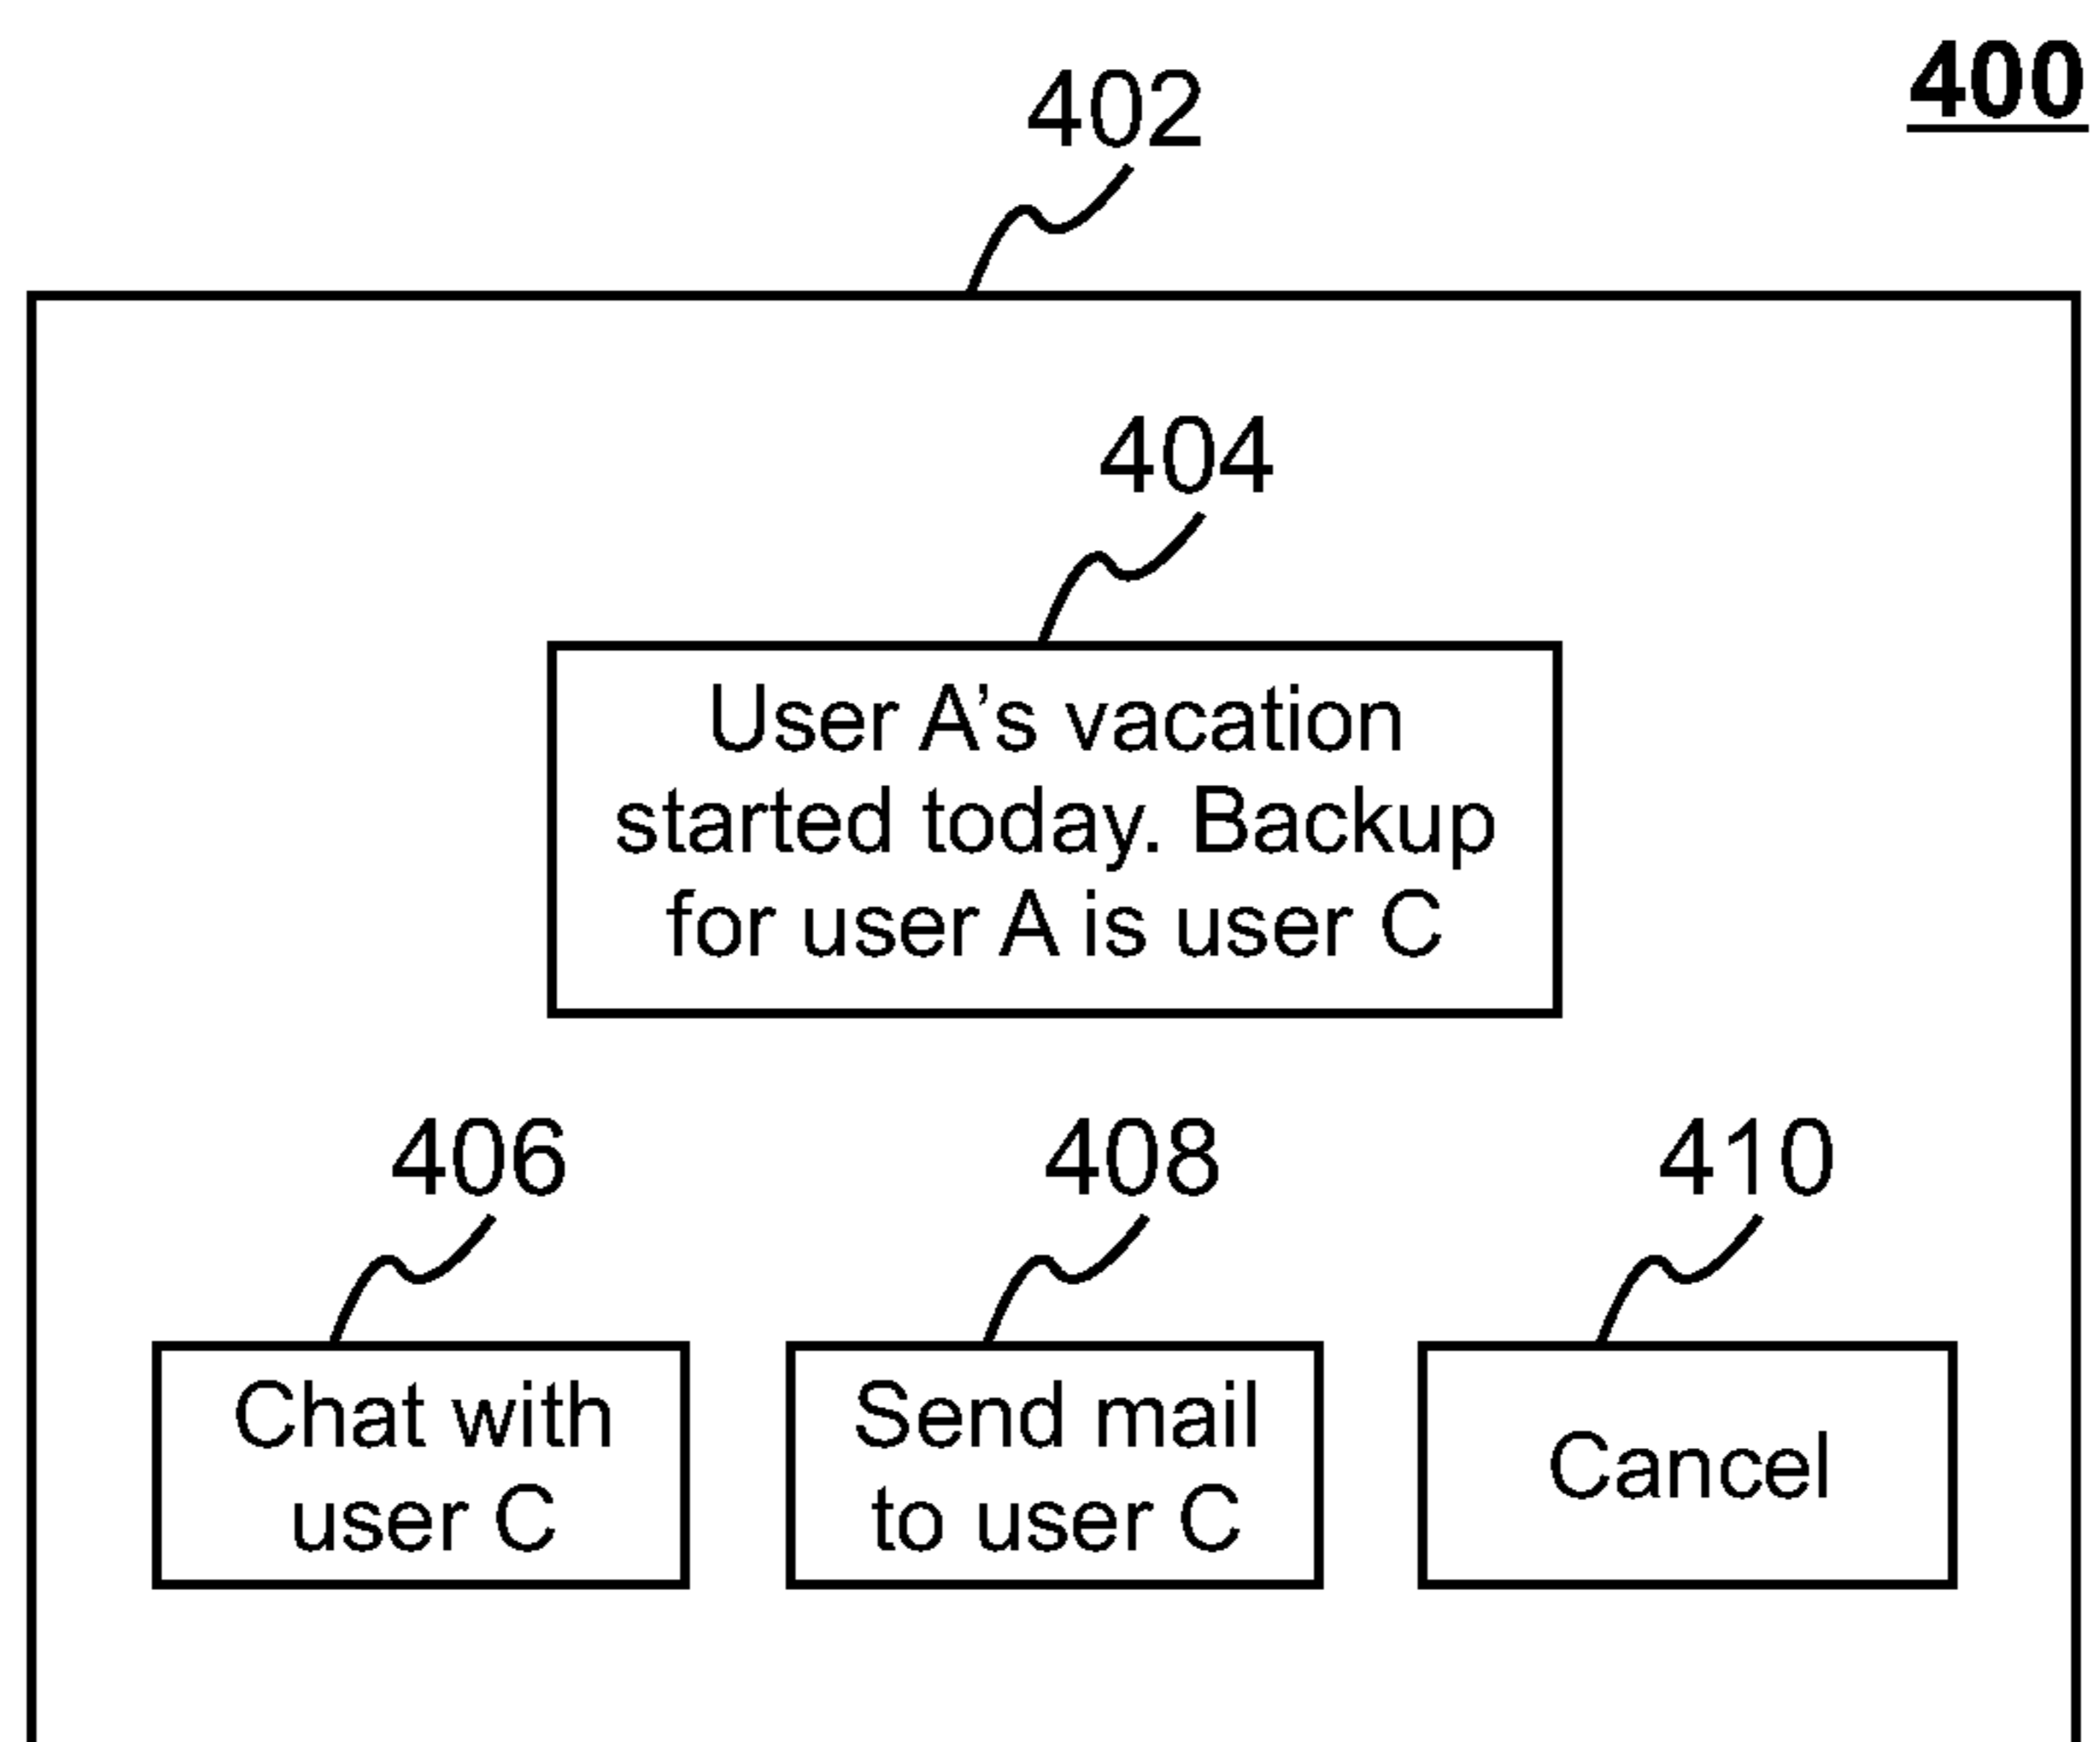 400
402
404
User A’s vacation
started today. Backup
for user A is user C
406
408
410
Chat with
user C
Send mail
to user C
Cancel